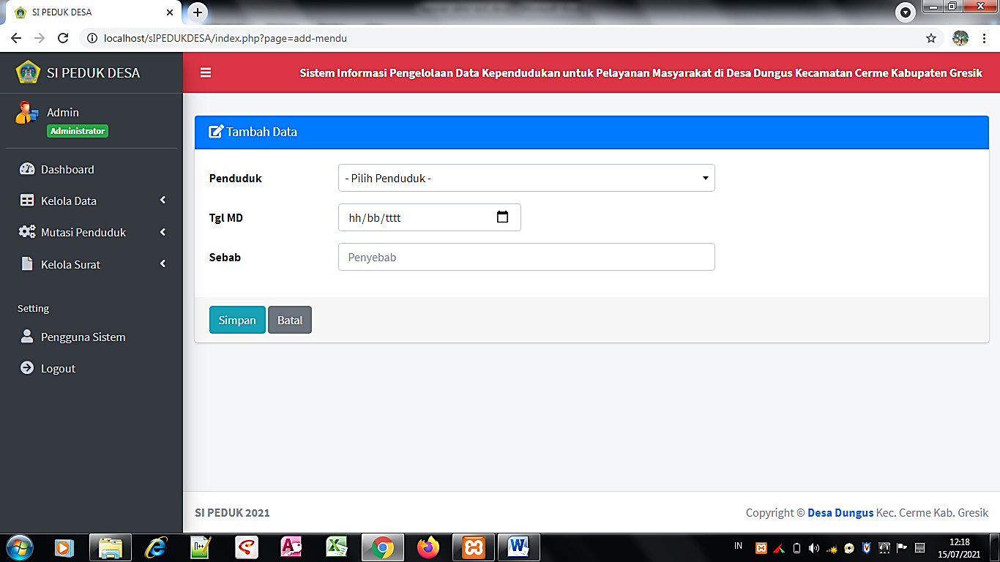 SI PEDUK DESA
localhost/sIPEDUKDESA/index.php?page=add-mendu
SI PEDUK DESA
Sistem Informasi Pengelolaan Data Kependudukan untuk Pelayanan Masyarakat di Desa Dungus Kecamatan Cerme Kabupaten Gresik
Admin
Administrator
Dashboard
Kelola Data
Mutasi Penduduk
Kelola Surat
Setting
Pengguna Sistem
Logout
Tambah Data
Penduduk
- Pilih Penduduk -
Tgl MD
hh/bb/tttt
Sebab
Penyebab
Simpan
Batal
SI PEDUK 2021
Copyright © Desa Dungus Kec. Cerme Kab. Gresik
IN
12:18
15/07/2021